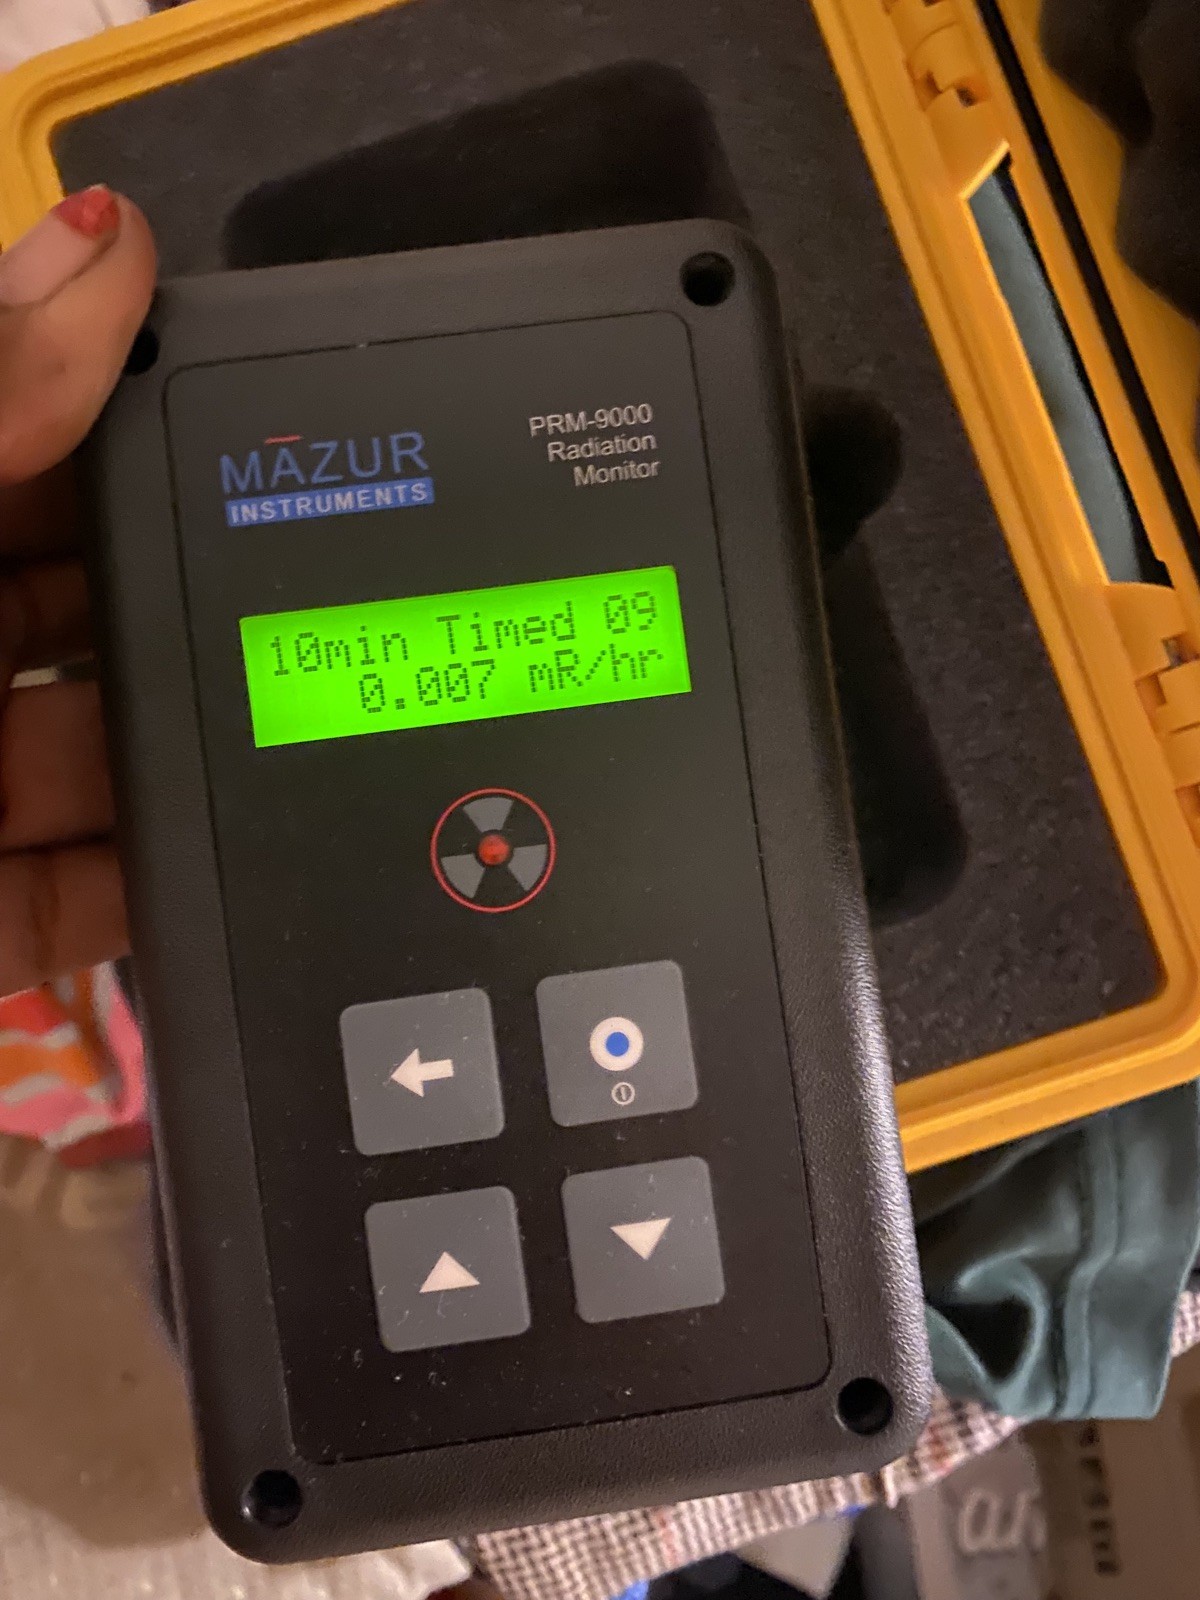 MAZUR
INSTRUMENTS
PRM-9000
Radiation
Monitor
10min Timed 09
0.007 mR/hr